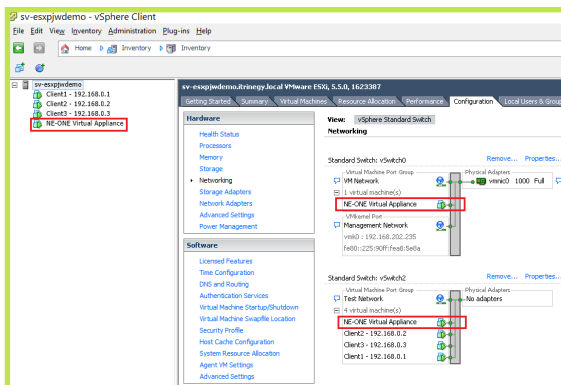 sv-esxpjwdemo - vSphere Client
File Edit View Inventory Administration Plug-ins Help
Home Inventory Inventory
sv-esxpjwdemo
Client1 - 192.168.0.1
Client2 - 192.168.0.2
Client3 - 192.168.0.3
NE-ONE Virtual Appliance
sv-essxpjwdemo.itrinegy.local VMware ESXi, 5.5.0, 1623387
Getting Started Summary Virtual Machines Resource Allocation Performance Configuration Local Users & Group
Hardware
Health Status
Processors
Memory
Storage
Networking
Storage Adapters
Network Adapters
Advanced Settings
Power Management
Software
Licensed Features
Time Configuration
DNS and Routing
Authentication Services
Virtual Machine Startup/Shutdown
Virtual Machine Swapfile Location
Security Profile
Host Cache Configuration
System Resource Allocation
Agent VM Settings
Advanced Settings
View: vSphere Standard Switch
Networking
Standard Switch: vSwitch0 Remove... Properties...
Virtual Machine Port Group Physical Adapters
VM Network vmnic0 1000 Full
1 virtual machine(s)
NE-ONE Virtual Appliance
VMkernel Port
Management Network
vmk0 : 192.168.202.235
fe80::225:90ff:fea8:5e8a
Standard Switch: vSwitch2 Remove... Properties...
Virtual Machine Port Group Physical Adapters
Test Network No adapters
4 virtual machine(s)
NE-ONE Virtual Appliance
Client2 - 192.168.0.2
Client3 - 192.168.0.3
Client1 - 192.168.0.1